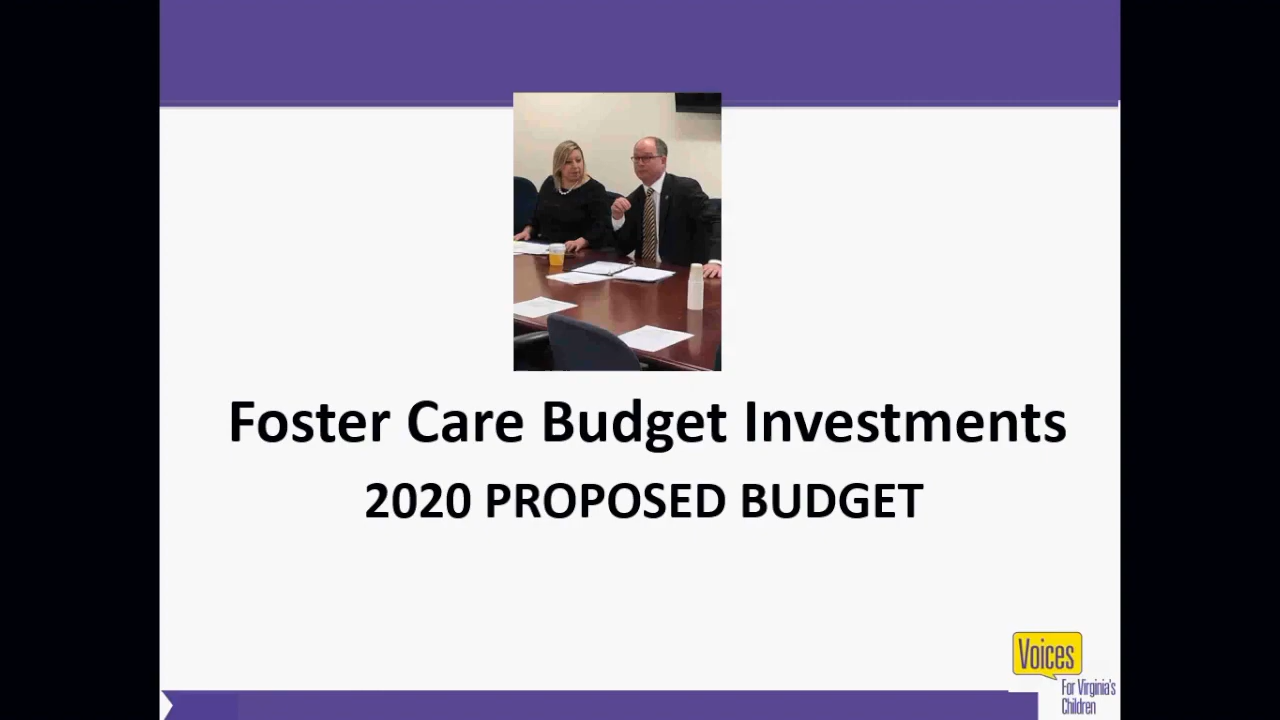 Foster Care Budget Investments
2020 PROPOSED BUDGET
Voices
For Virginia's
Children